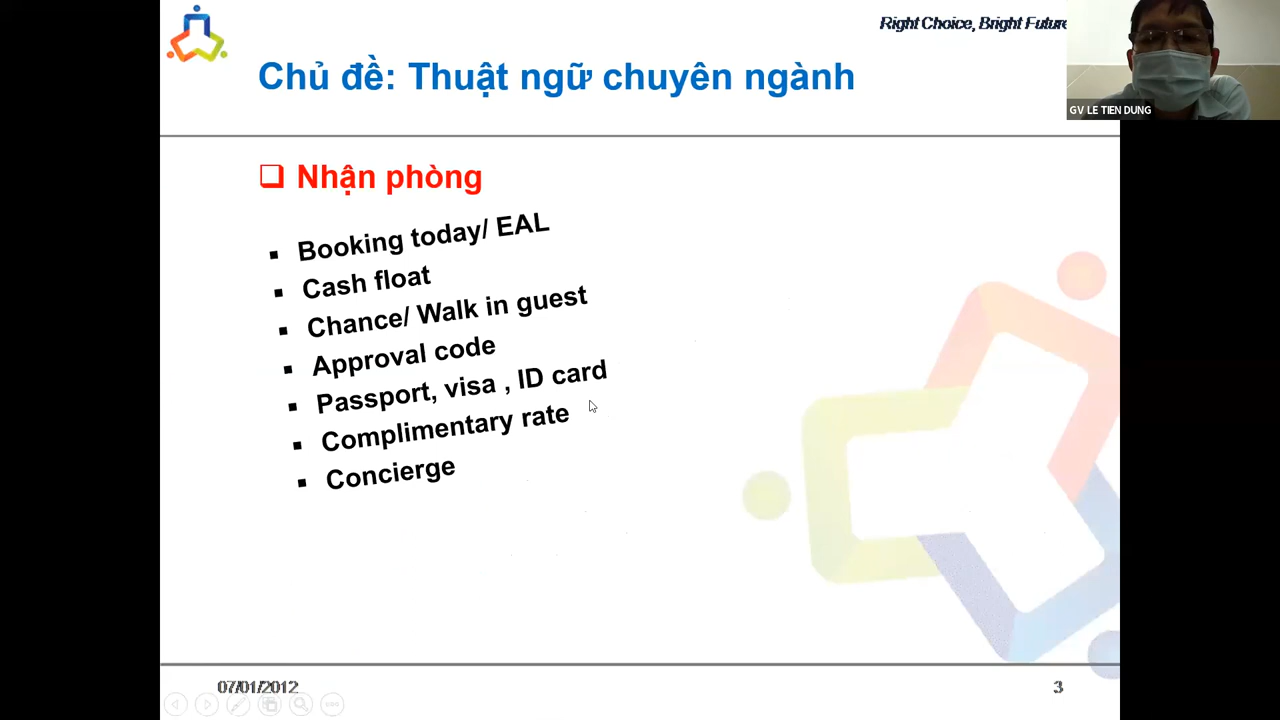 Right Choice, Bright Future
GV LE TIEN DUNG
Chủ đề: Thuật ngữ chuyên ngành
Nhận phòng
Booking today/ EAL
Cash float
Chance/ Walk in guest
Approval code
Passport, visa , ID card
Complimentary rate
Concierge
07/01/2012
3